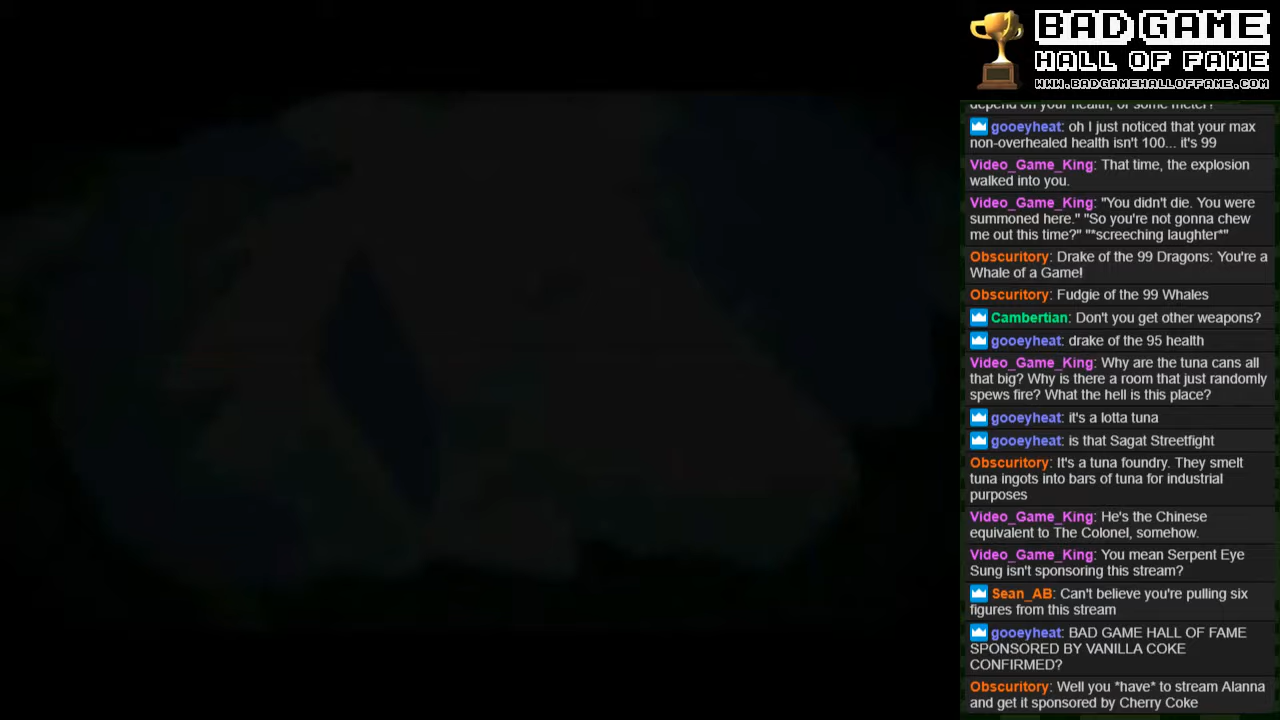 BAD GAME
HALL OF FAME
WWW.BADGAMEHALLOFFAME.COM
depend on your health, or some meter?
gooeyheat: oh I just noticed that your max
non-overhealed health isn't 100... it's 99
Video_Game_King: That time, the explosion
walked into you.
Video_Game_King: "You didn't die. You were
summoned here." "So you're not gonna chew
me out this time?" "*screeching laughter*"
Obscuritory: Drake of the 99 Dragons: You're a
Whale of a Game!
Obscuritory: Fudgie of the 99 Whales
Cambertian: Don't you get other weapons?
gooeyheat: drake of the 95 health
Video_Game_King: Why are the tuna cans all
that big? Why is there a room that just randomly
spews fire? What the hell is this place?
gooeyheat: it's a lotta tuna
gooeyheat: is that Sagat Streetfight
Obscuritory: It's a tuna foundry. They smelt
tuna ingots into bars of tuna for industrial
purposes
Video_Game_King: He's the Chinese
equivalent to The Colonel, somehow.
Video_Game_King: You mean Serpent Eye
Sung isn't sponsoring this stream?
Sean_AB: Can't believe you're pulling six
figures from this stream
gooeyheat: BAD GAME HALL OF FAME
SPONSORED BY VANILLA COKE
CONFIRMED?
Obscuritory: Well you *have* to stream Alanna
and get it sponsored by Cherry Coke